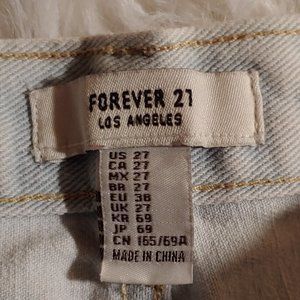 FOREVER 21
LOS ANGELES
US 27
CA 27
MX 27
BR 27
EU 38
UK 27
KR 69
JP 69
CN 165/69A
MADE IN CHINA